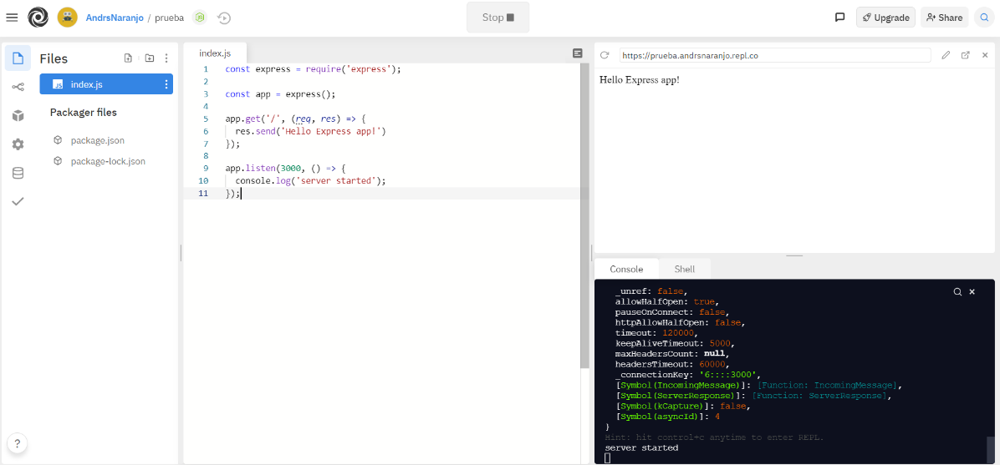 AndrsNaranjo / prueba
Stop
Upgrade
Share
Files
index.js
Packager files
package.json
package-lock.json
?
index.js
1 const express = require('express');
2
3 const app = express();
4
5 app.get('/', (req, res) => {
6 res.send('Hello Express app!')
7 });
8
9 app.listen(3000, () => {
10 console.log('server started');
11 });
https://prueba.andrsnaranjo.repl.co
Hello Express app!
Console Shell
_unref: false,
allowHalfOpen: true,
pauseOnConnect: false,
httpAllowHalfOpen: false,
timeout: 120000,
keepAliveTimeout: 5000,
maxHeadersCount: null,
headersTimeout: 60000,
_connectionKey: '6::::3000',
[Symbol(IncomingMessage)]: [Function: IncomingMessage],
[Symbol(ServerResponse)]: [Function: ServerResponse],
[Symbol(kCapture)]: false,
[Symbol(asyncId)]: 4
}
Hint: hit control+c anytime to enter REPL.
server started